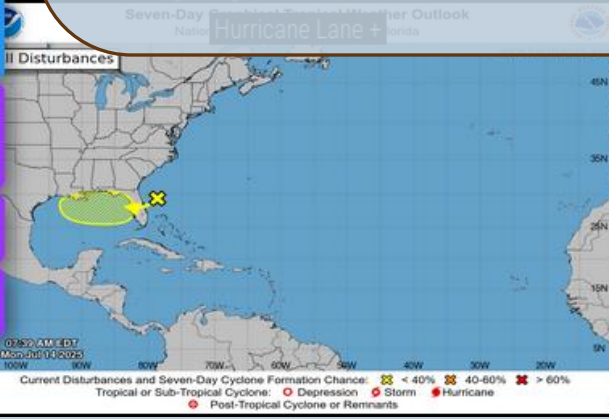 Seven-Day Graphical Tropical Weather Outlook
Hurricane Lane +
ll Disturbances
45N
35N
25N
15N
5N
07:39 AM EDT
Mon Jul 14 2025
100W 90W 80W 70W 60W 50W 40W 30W 20W
Current Disturbances and Seven-Day Cyclone Formation Chance: < 40% 40-60% > 60%
Tropical or Sub-Tropical Cyclone: Depression Storm Hurricane
Post-Tropical Cyclone or Remnants